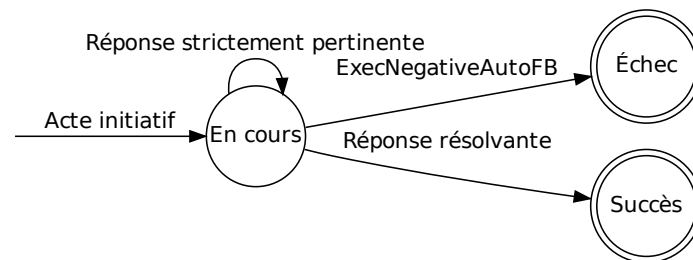 Réponse strictement pertinente
ExecNegativeAutoFB
Échec
Acte initiatif
En cours
Réponse résolvante
Succès